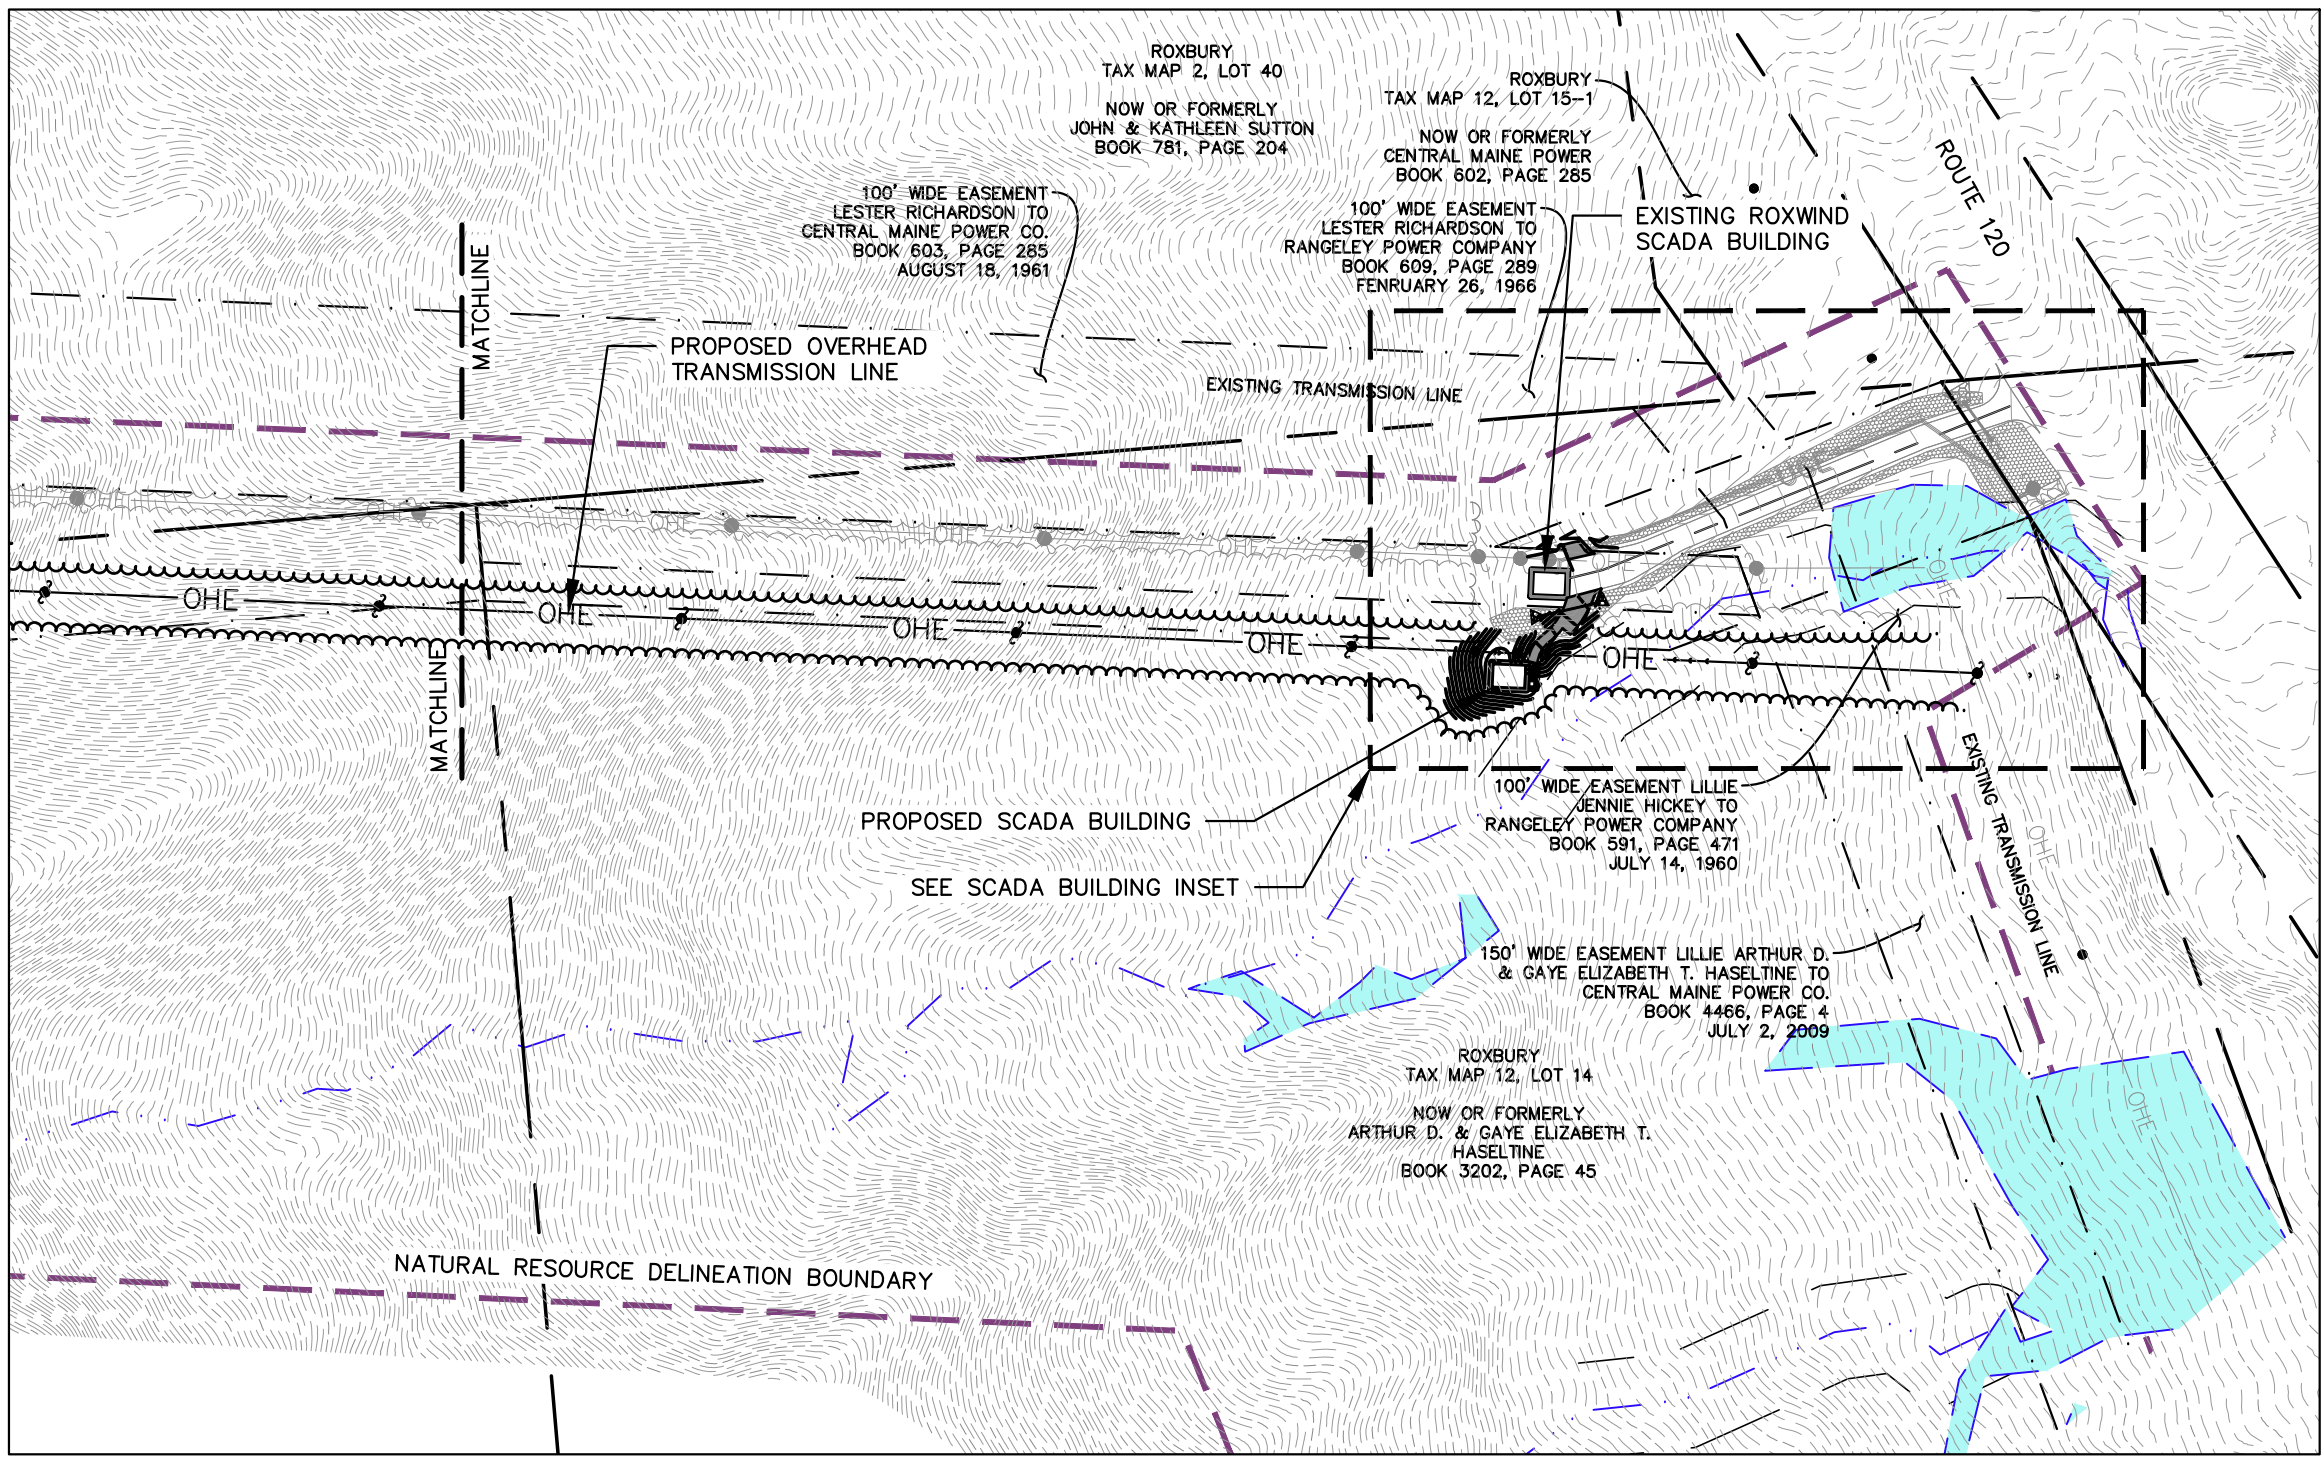 ROXBURY
TAX MAP 2, LOT 40
NOW OR FORMERLY
JOHN & KATHLEEN SUTTON
BOOK 781, PAGE 204
ROXBURY
TAX MAP 12, LOT 15-1
NOW OR FORMERLY
CENTRAL MAINE POWER
BOOK 602, PAGE 285
ROUTE 120
100' WIDE EASEMENT
LESTER RICHARDSON TO
CENTRAL MAINE POWER CO.
BOOK 603, PAGE 285
AUGUST 18, 1961
100' WIDE EASEMENT
LESTER RICHARDSON TO
RANGELEY POWER COMPANY
BOOK 609, PAGE 289
FENRUARY 26, 1966
EXISTING ROXWIND
SCADA BUILDING
MATCHLINE
PROPOSED OVERHEAD
TRANSMISSION LINE
EXISTING TRANSMISSION LINE
OHE
OHE
OHE
OHE
OHE
OHE
OHE
OHE
OHE
OHE
OHE
MATCHLINE
EXISTING TRANSMISSION LINE
100' WIDE EASEMENT LILLIE
JENNIE HICKEY TO
RANGELEY POWER COMPANY
BOOK 591, PAGE 471
JULY 14, 1960
PROPOSED SCADA BUILDING
OHE
SEE SCADA BUILDING INSET
150' WIDE EASEMENT LILLIE ARTHUR D.
& GAYE ELIZABETH T. HASELTINE TO
CENTRAL MAINE POWER CO.
BOOK 4466, PAGE 4
JULY 2, 2009
ROXBURY
TAX MAP 12, LOT 14
NOW OR FORMERLY
ARTHUR D. & GAYE ELIZABETH T.
HASELTINE
BOOK 3202, PAGE 45
OHE
NATURAL RESOURCE DELINEATION BOUNDARY